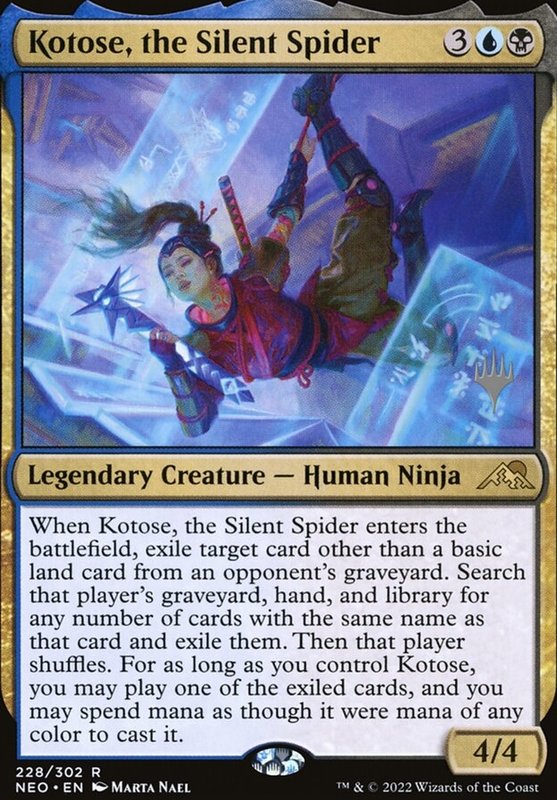 Kotose, the Silent Spider 3
Legendary Creature — Human Ninja
When Kotose, the Silent Spider enters the
battlefield, exile target card other than a basic
land card from an opponent's graveyard. Search
that player's graveyard, hand, and library for
any number of cards with the same name as
that card and exile them. Then that player
shuffles. For as long as you control Kotose,
you may play one of the exiled cards, and you
may spend mana as though it were mana of any
color to cast it.
4/4
228/302 R
NEO • EN MARTA NAEL
™ & © 2022 Wizards of the Coast